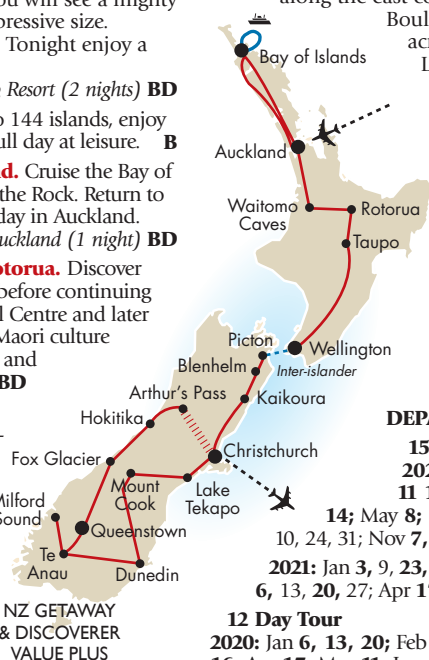 you will see a mighty
pressive size.
Tonight enjoy a
Resort (2 nights) BD
o 144 islands, enjoy
ull day at leisure. B
d. Cruise the Bay of
the Rock. Return to
day in Auckland.
uckland (1 night) BD
otorua. Discover
before continuing
l Centre and later
Maori culture
and
BD
along the east co
Boul
acr
L
Bay of Islands
Auckland
Waitomo
Caves
Rotorua
Taupo
Wellington
Inter-islander
Picton
Blenhelm
Kaikoura
Arthur's Pass
Hokitika
Christchurch
Fox Glacier
Mount
Cook
Lake
Tekapo
Milford
Sound
Queenstown
Te
Anau
Dunedin
NZ GETAWAY
& DISCOVERER
VALUE PLUS
DEPA
15
202
11 1
14; May 8;
10, 24, 31; Nov 7,
2021: Jan 3, 9, 23,
6, 13, 20, 27; Apr 1
12 Day Tour
2020: Jan 6, 13, 20; Feb